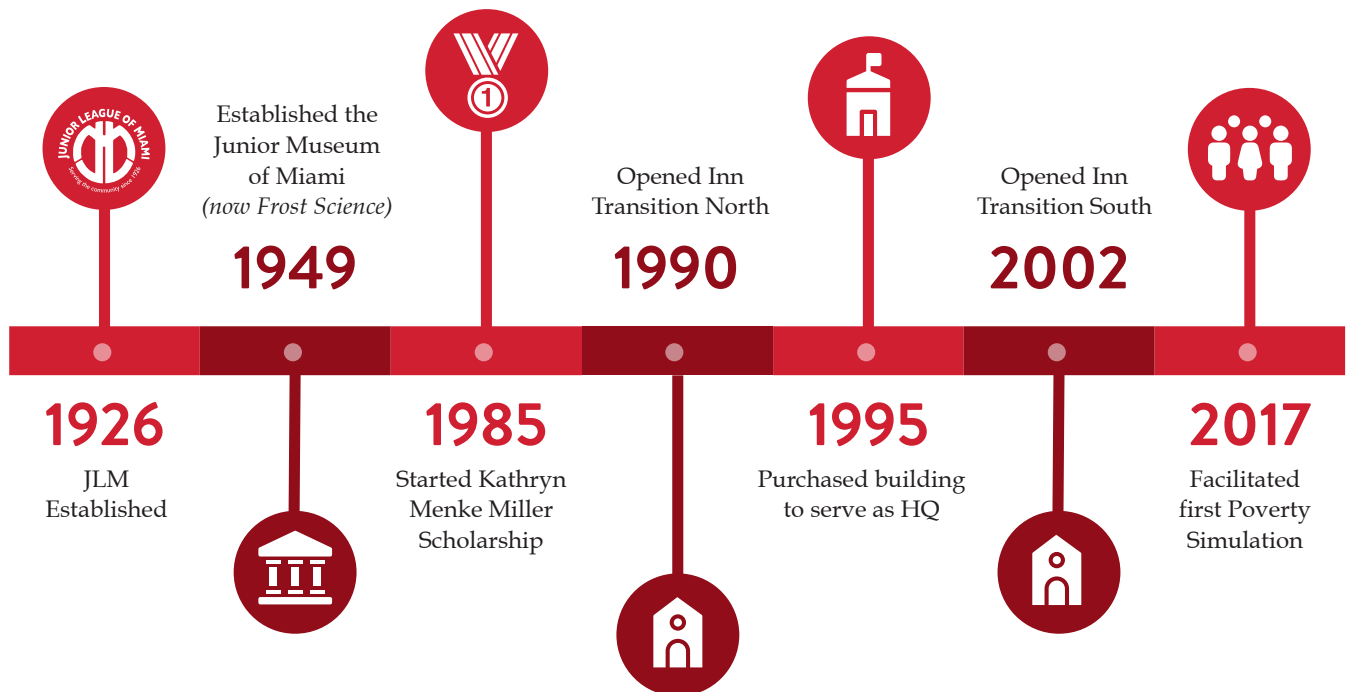 JUNIOR LEAGUE OF MIAMI
Serving the community since 1926
1926
JLM
Established
Established the
Junior Museum
of Miami
(now Frost Science)
1949
1
1985
Started Kathryn
Menke Miller
Scholarship
Opened Inn
Transition North
1990
1995
Purchased building
to serve as HQ
Opened Inn
Transition South
2002
2017
Facilitated
first Poverty
Simulation